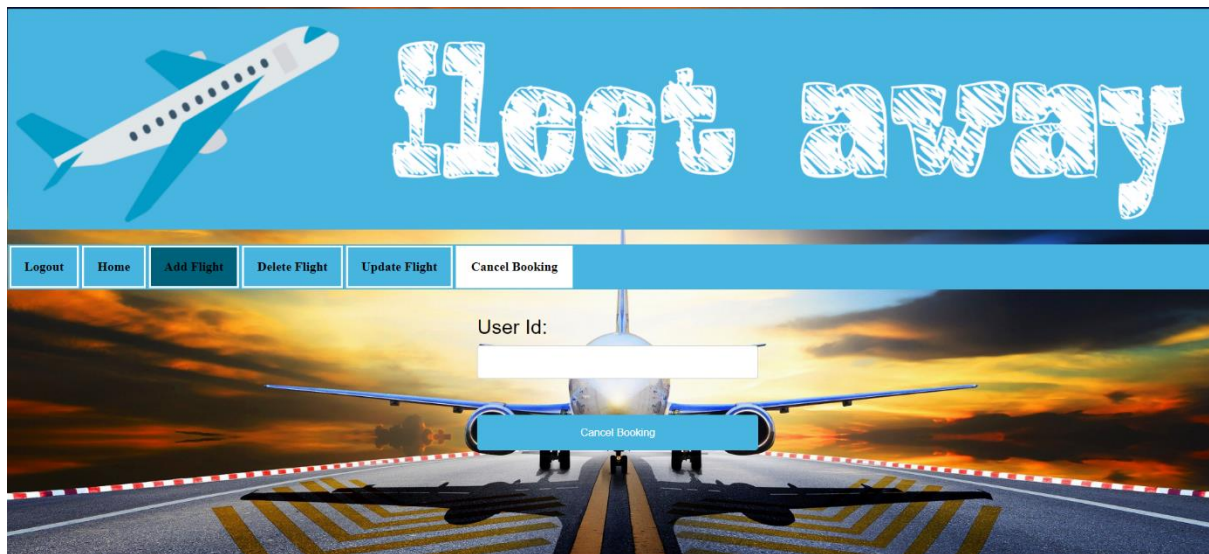 fleet away
Logout Home Add Flight Delete Flight Update Flight Cancel Booking
User Id:
Cancel Booking